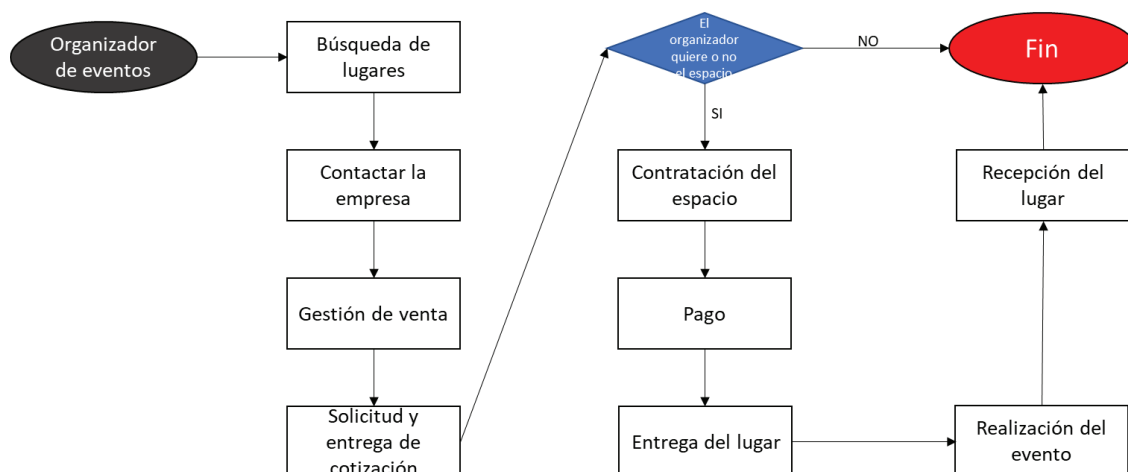 Organizador
de eventos
Búsqueda de
lugares
Contactar la
empresa
Gestión de venta
Solicitud y
entrega de
cotización
El
organizador
quiere o no
el espacio
NO
SI
Contratación del
espacio
Pago
Entrega del lugar
Realización del
evento
Recepción del
lugar
Fin